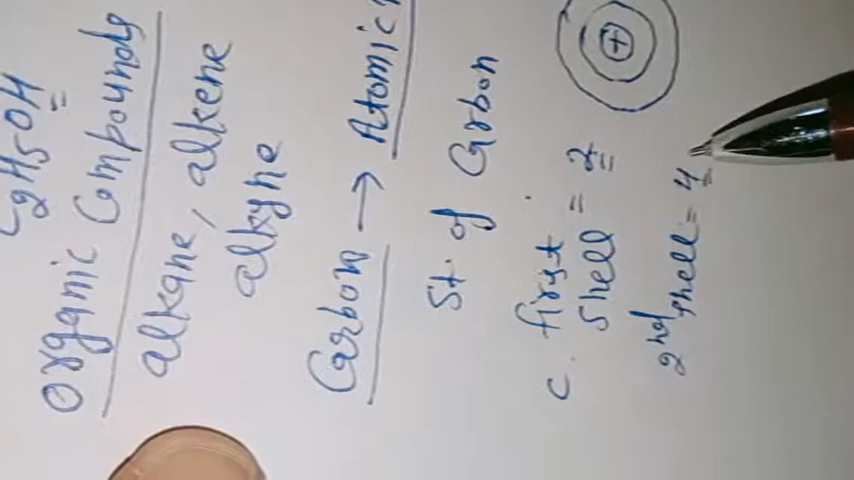 C₂H₅OH
Organic Compounds
alkane, alkene
alkyne
Carbon → Atomic
St. of Carbon
C. first = 2
shell
2nd shell = 4
+